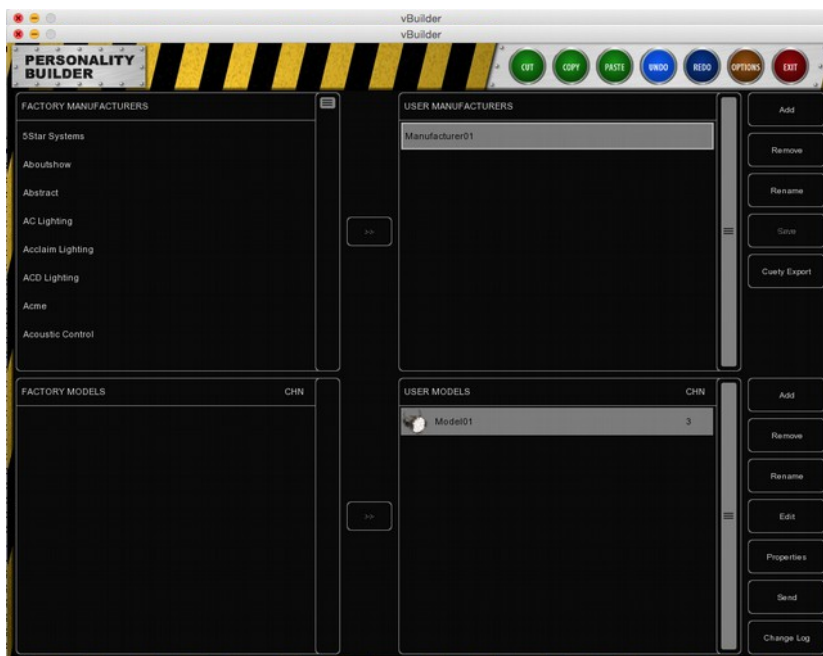 vBuilder
vBuilder
PERSONALITY
BUILDER
CUT
COPY
PASTE
UNDO
REDO
OPTIONS
EXIT
FACTORY MANUFACTURERS
5Star Systems
Aboutshow
Abstract
AC Lighting
Acclaim Lighting
ACD Lighting
Acme
Acoustic Control
>>
USER MANUFACTURERS
Manufacturer01
Add
Remove
Rename
Save
Cuety Export
FACTORY MODELS CHN
>>
USER MODELS CHN
Model01 3
Add
Remove
Rename
Edit
Properties
Send
Change Log